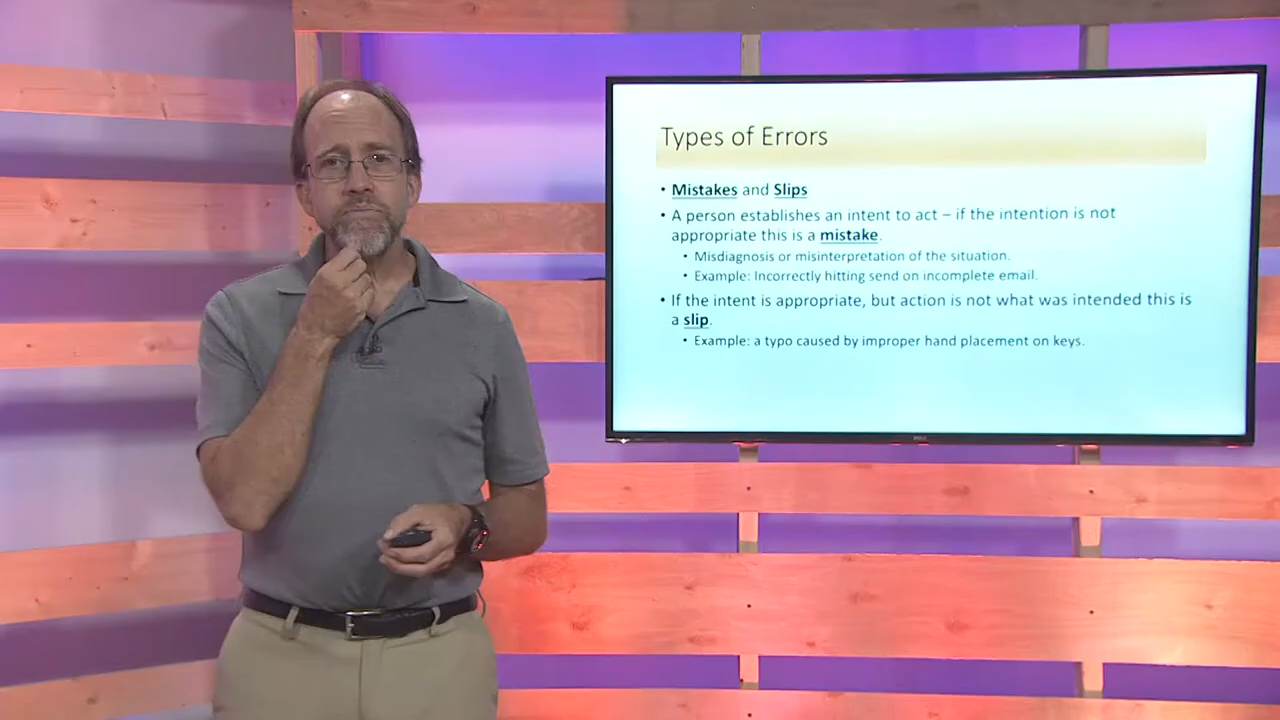 Types of Errors
• Mistakes and Slips
• A person establishes an intent to act – if the intention is not
appropriate this is a mistake.
• Misdiagnosis or misinterpretation of the situation.
• Example: Incorrectly hitting send on incomplete email.
• If the intent is appropriate, but action is not what was intended this is
a slip.
• Example: a typo caused by improper hand placement on keys.
DELL